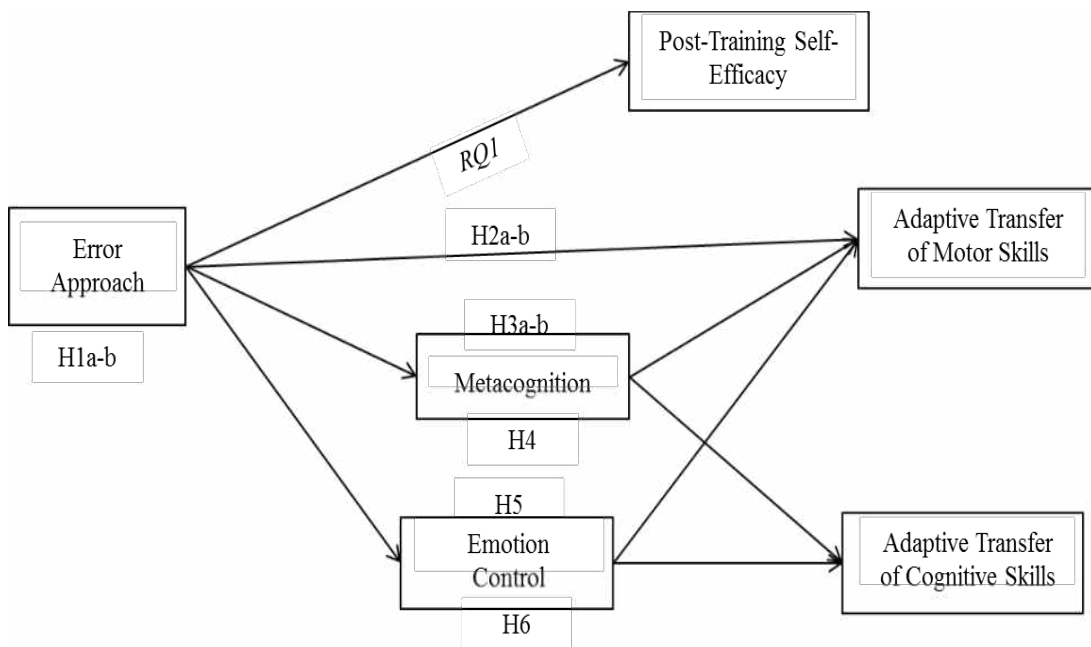 Post-Training Self-
Efficacy
RQ1
H2a-b
Adaptive Transfer
of Motor Skills
Error
Approach
H1a-b
H3a-b
Metacognition
H4
H5
Emotion
Control
H6
Adaptive Transfer
of Cognitive Skills